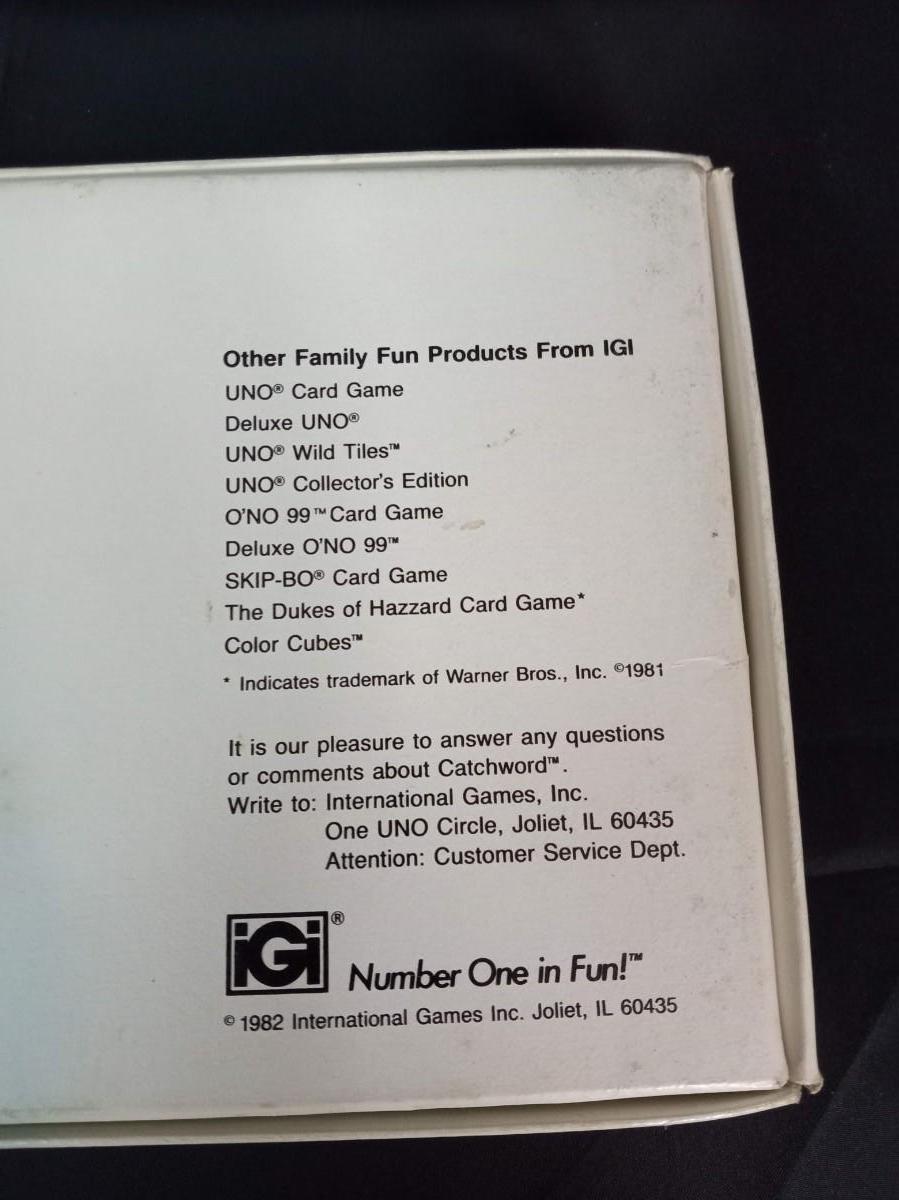 Other Family Fun Products From IGI
UNO® Card Game
Deluxe UNO®
UNO® Wild Tiles™
UNO® Collector's Edition
O'NO 99™ Card Game
Deluxe O'NO 99™
SKIP-BO® Card Game
The Dukes of Hazzard Card Game*
Color Cubes™
* Indicates trademark of Warner Bros., Inc. ©1981
It is our pleasure to answer any questions
or comments about Catchword™.
Write to: International Games, Inc.
One UNO Circle, Joliet, IL 60435
Attention: Customer Service Dept.
iGi® Number One in Fun!™
© 1982 International Games Inc. Joliet, IL 60435